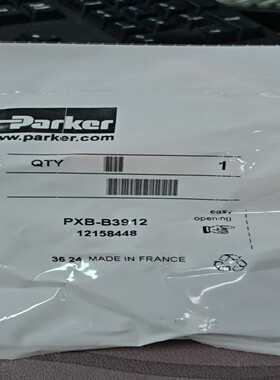 Parker
www.parker.com
QTY 1
PXB-B3912
12158448
easy
opening
36 24 MADE IN FRANCE